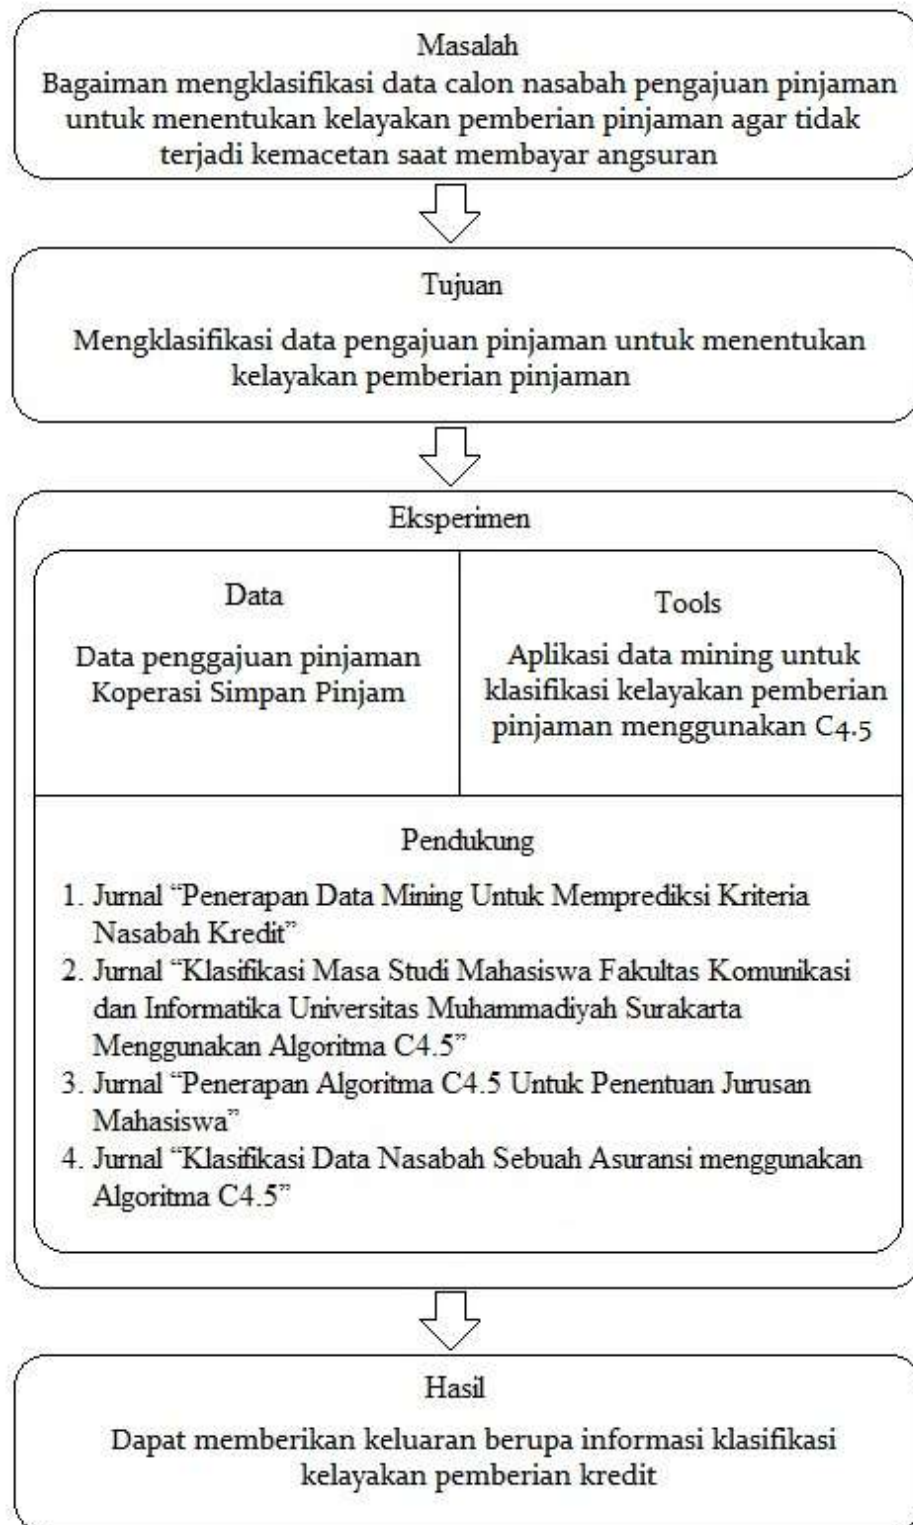 Masalah
Bagaiman mengklasifikasi data calon nasabah pengajuan pinjaman
untuk menentukan kelayakan pemberian pinjaman agar tidak
terjadi kemacetan saat membayar angsuran
Tujuan
Mengklasifikasi data pengajuan pinjaman untuk menentukan
kelayakan pemberian pinjaman
Eksperimen
Data
Data penggajuan pinjaman
Koperasi Simpan Pinjam
Tools
Aplikasi data mining untuk
klasifikasi kelayakan pemberian
pinjaman menggunakan C4.5
Pendukung
1. Jurnal “Penerapan Data Mining Untuk Memprediksi Kriteria
Nasabah Kredit”
2. Jurnal “Klasifikasi Masa Studi Mahasiswa Fakultas Komunikasi
dan Informatika Universitas Muhammadiyah Surakarta
Menggunakan Algoritma C4.5”
3. Jurnal “Penerapan Algoritma C4.5 Untuk Penentuan Jurusan
Mahasiswa”
4. Jurnal “Klasifikasi Data Nasabah Sebuah Asuransi menggunakan
Algoritma C4.5”
Hasil
Dapat memberikan keluaran berupa informasi klasifikasi
kelayakan pemberian kredit